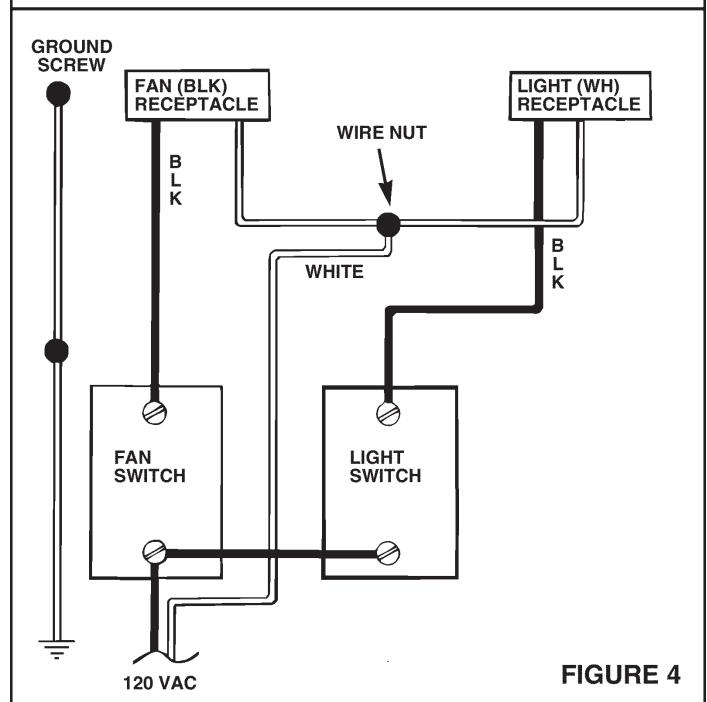 GROUND
SCREW
FAN (BLK)
RECEPTACLE
LIGHT (WH)
RECEPTACLE
WIRE NUT
B
L
K
WHITE
B
L
K
FAN
SWITCH
LIGHT
SWITCH
120 VAC
FIGURE 4